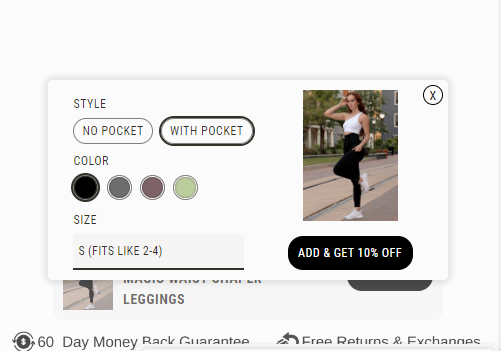 STYLE
X
NO POCKET
WITH POCKET
COLOR
SIZE
S (FITS LIKE 2-4)
ADD & GET 10% OFF
MAGIC WAIST SHAPER
LEGGINGS
60 Day Money Back Guarantee
Free Returns & Exchanges